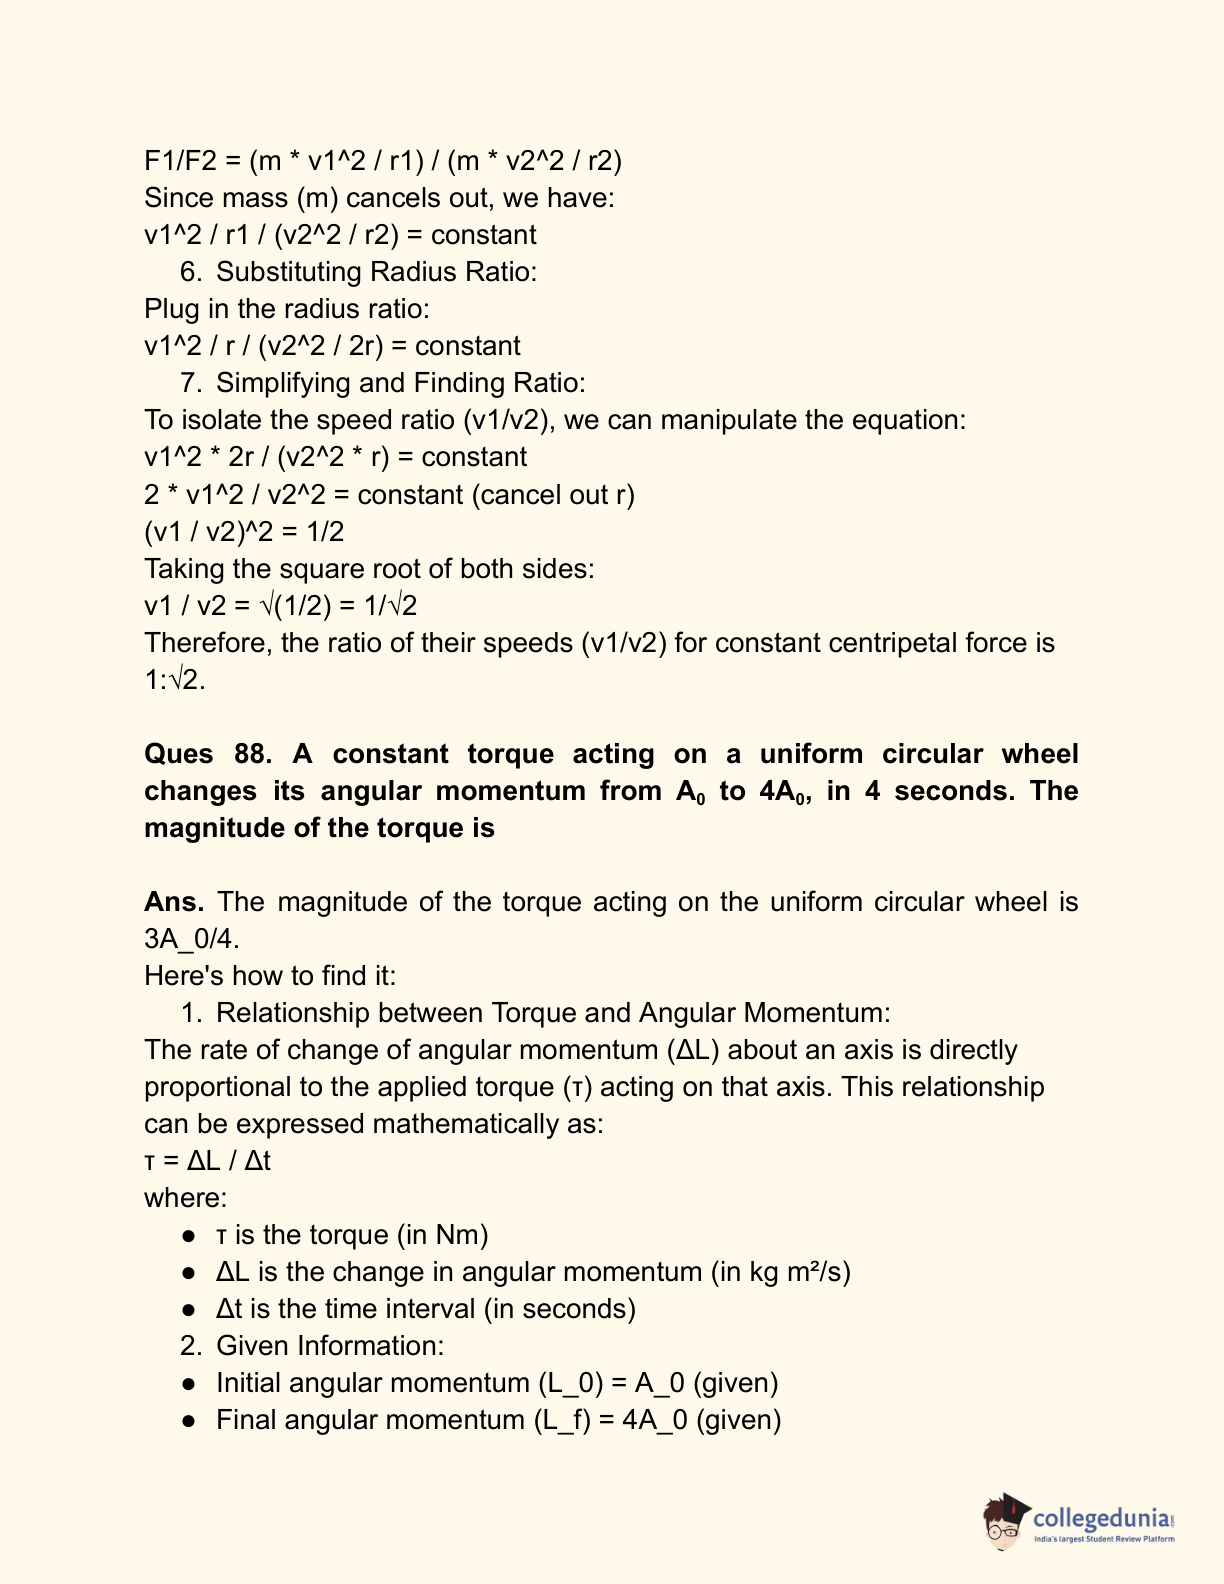 F1/F2 = (m * v1^2 / r1) / (m * v2^2 / r2)
Since mass (m) cancels out, we have:
v1^2 / r1 / (v2^2 / r2) = constant
6. Substituting Radius Ratio:
Plug in the radius ratio:
v1^2 / r / (v2^2 / 2r) = constant
7. Simplifying and Finding Ratio:
To isolate the speed ratio (v1/v2), we can manipulate the equation:
v1^2 * 2r / (v2^2 * r) = constant
2 * v1^2 / v2^2 = constant (cancel out r)
(v1 / v2)^2 = 1/2
Taking the square root of both sides:
v1 / v2 = √(1/2) = 1/√2
Therefore, the ratio of their speeds (v1/v2) for constant centripetal force is
1:√2.
Ques 88. A constant torque acting on a uniform circular wheel
changes its angular momentum from A₀ to 4A₀, in 4 seconds. The
magnitude of the torque is
Ans. The magnitude of the torque acting on the uniform circular wheel is
3A_0/4.
Here's how to find it:
1. Relationship between Torque and Angular Momentum:
The rate of change of angular momentum (ΔL) about an axis is directly
proportional to the applied torque (τ) acting on that axis. This relationship
can be expressed mathematically as:
τ = ΔL / Δt
where:
● τ is the torque (in Nm)
● ΔL is the change in angular momentum (in kg m²/s)
● Δt is the time interval (in seconds)
2. Given Information:
● Initial angular momentum (L_0) = A_0 (given)
● Final angular momentum (L_f) = 4A_0 (given)
collegedunia.com
India's largest Student Review Platform